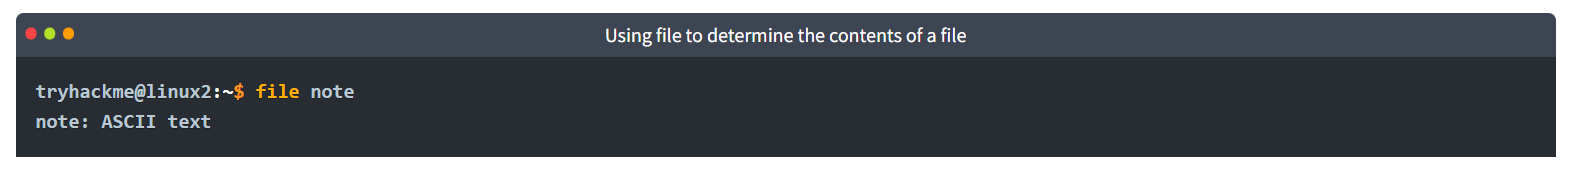 Using file to determine the contents of a file
tryhackme@linux2:~$ file note
note: ASCII text